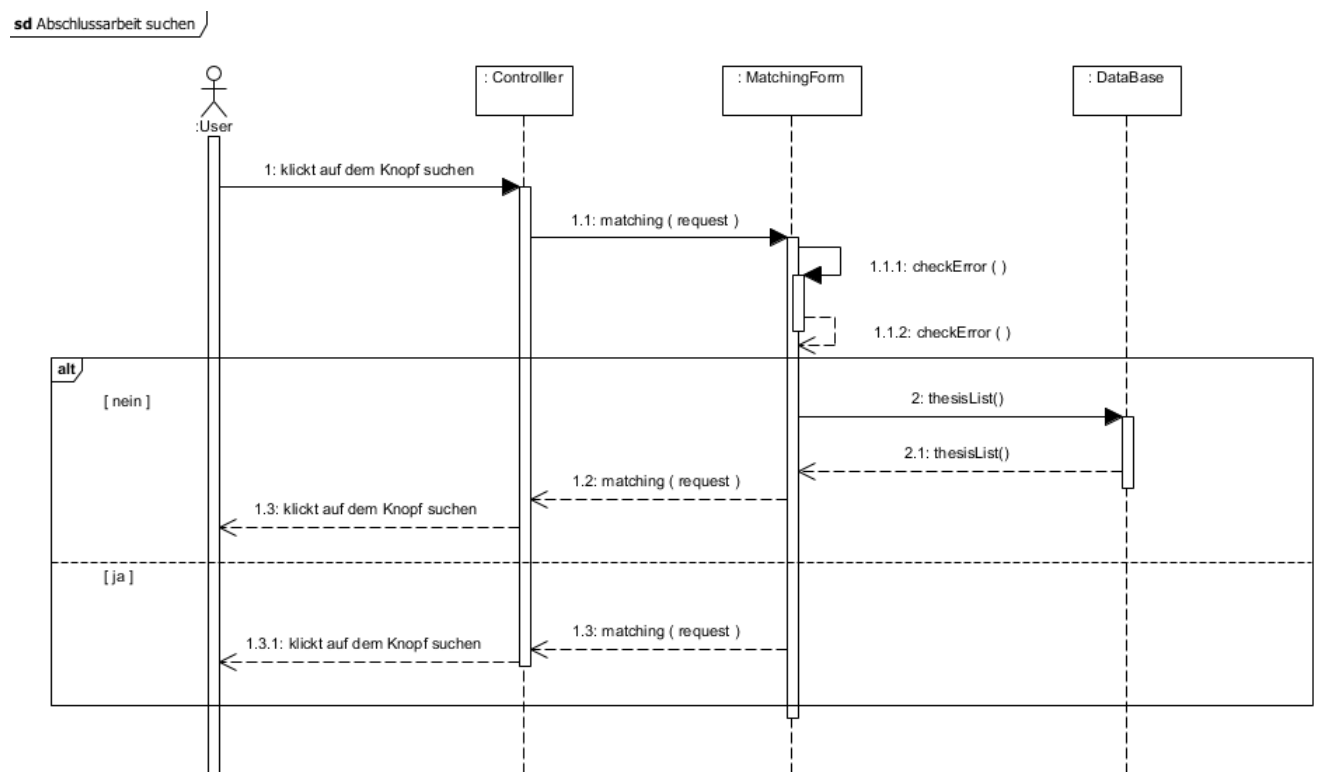 sd Abschlussarbeit suchen
: Controlller
: MatchingForm
: DataBase
:User
1: klickt auf dem Knopf suchen
1.1: matching ( request )
1.1.1: checkError ( )
1.1.2: checkError ( )
alt
[ nein ]
2: thesisList()
2.1: thesisList()
1.2: matching ( request )
1.3: klickt auf dem Knopf suchen
[ ja ]
1.3: matching ( request )
1.3.1: klickt auf dem Knopf suchen